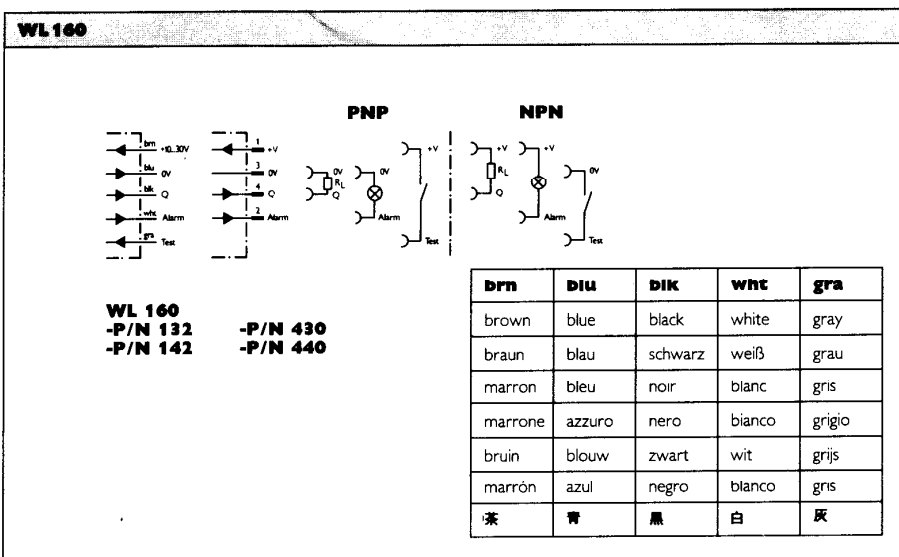 WL 160
PNP NPN
brn +10...30V
blu 0V
blk Q
wht Alarm
gra Test
1 +V
3 0V
4 Q
2 Alarm
0V
RL
Q
0V
Alarm
+V
Test
+V
RL
Q
+V
Alarm
0V
Test
WL 160
-P/N 132 -P/N 430
-P/N 142 -P/N 440
brn blu blk wht gra
brown blue black white gray
braun blau schwarz weiß grau
marron bleu noir blanc gris
marrone azzuro nero bianco grigio
bruin blouw zwart wit grijs
marrón azul negro blanco gris
茶 青 黒 白 灰